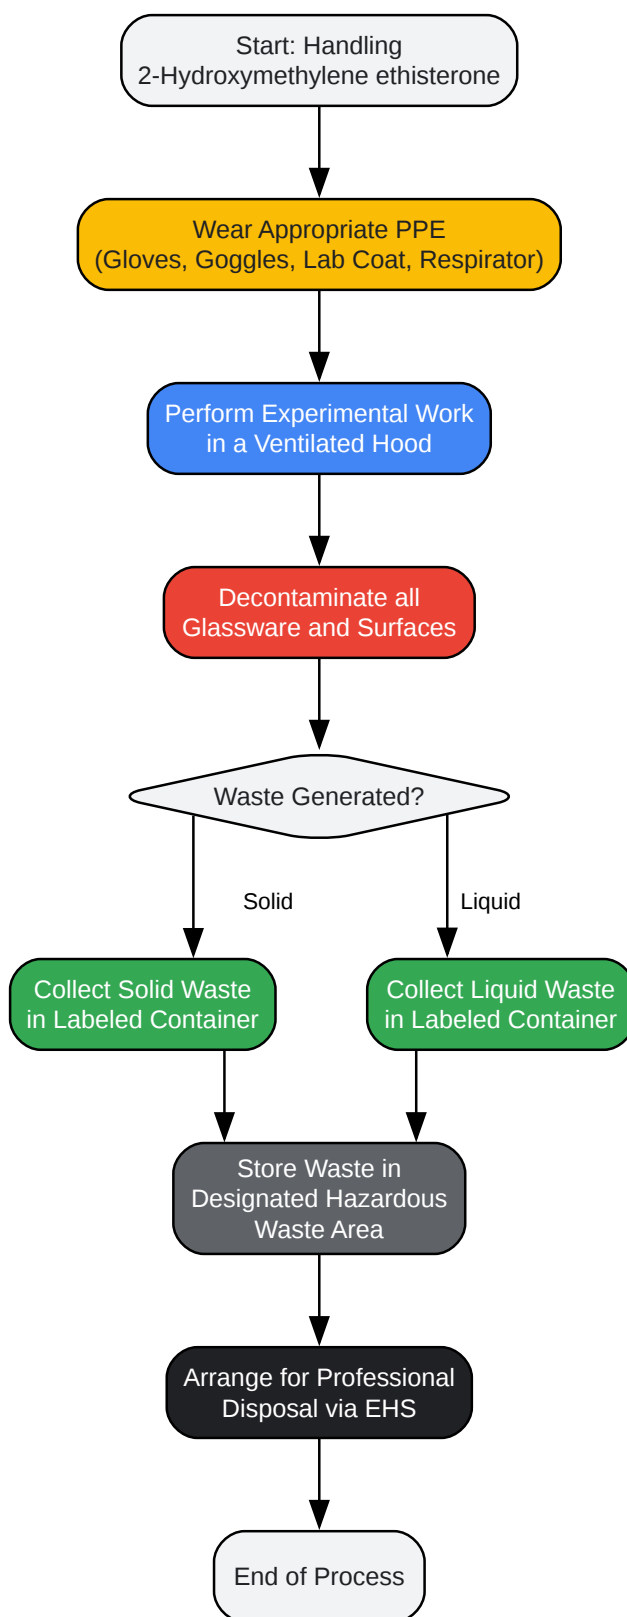 Start: Handling
2-Hydroxymethylene ethisterone
Wear Appropriate PPE
(Gloves, Goggles, Lab Coat, Respirator)
Perform Experimental Work
in a Ventilated Hood
Decontaminate all
Glassware and Surfaces
Waste Generated?
Solid
Liquid
Collect Solid Waste
in Labeled Container
Collect Liquid Waste
in Labeled Container
Store Waste in
Designated Hazardous
Waste Area
Arrange for Professional
Disposal via EHS
End of Process